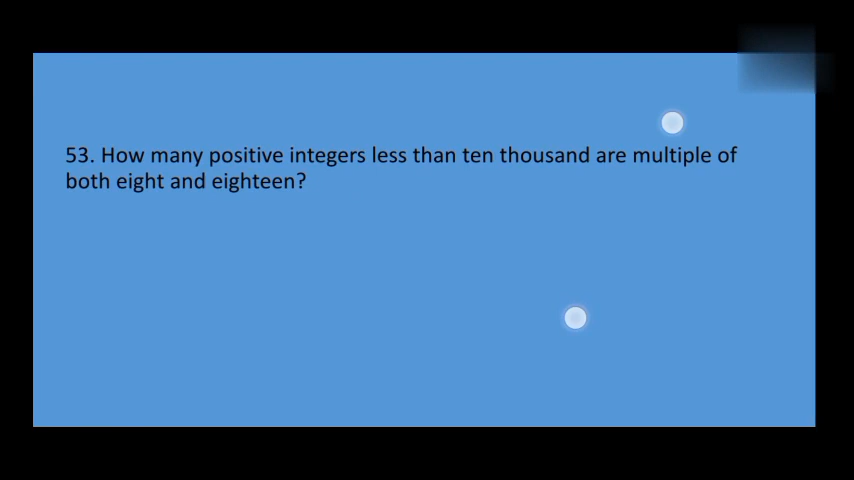 53. How many positive integers less than ten thousand are multiple of
both eight and eighteen?